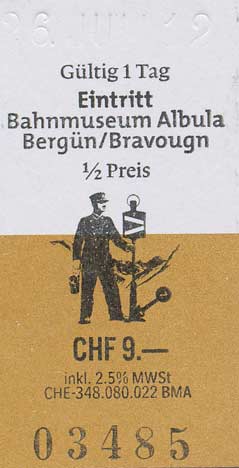 Gültig 1 Tag
Eintritt
Bahnmuseum Albula
Bergün/Bravougn
½ Preis
CHF 9.—
inkl. 2.5% MWSt
CHE-348.080.022 BMA
03485